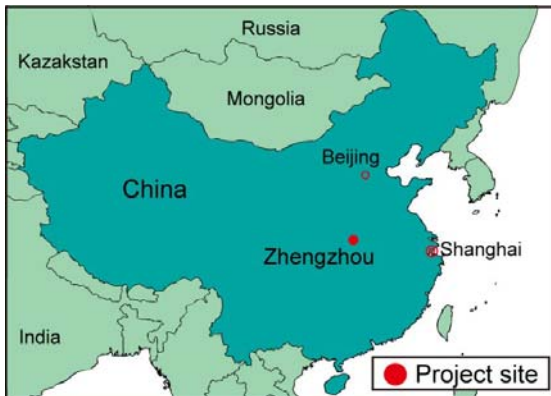 Russia
Kazakstan
Mongolia
Beijing
China
Zhengzhou
Shanghai
India
Project site